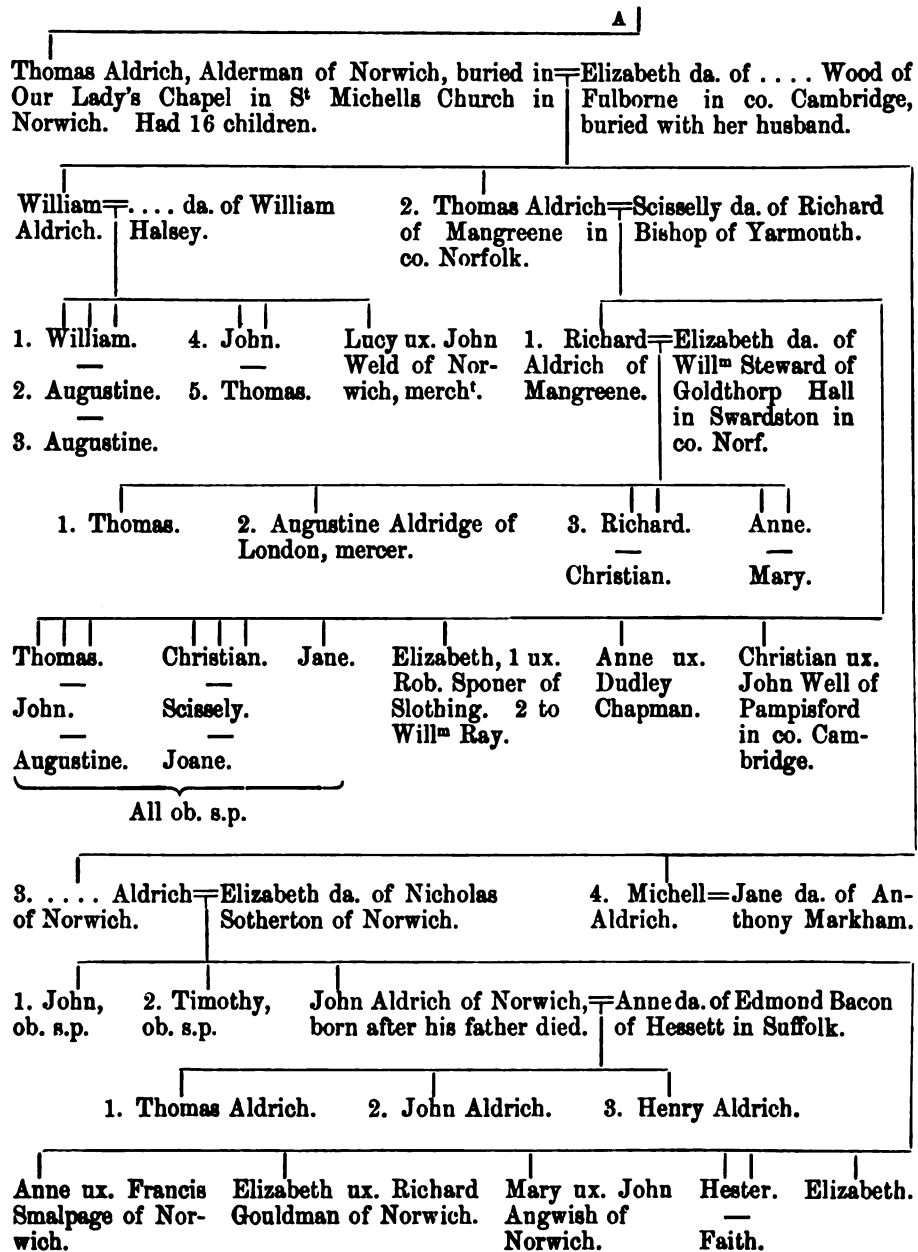 A
Thomas Aldrich, Alderman of Norwich, buried in
Our Lady's Chapel in Sᵗ Michells Church in
Norwich. Had 16 children.
Elizabeth da. of . . . . Wood of
Fulborne in co. Cambridge,
buried with her husband.
William
Aldrich.
. . . . da. of William
Halsey.
2. Thomas Aldrich
of Mangreene in
co. Norfolk.
Scisselly da. of Richard
Bishop of Yarmouth.
1. William.
—
2. Augustine.
—
3. Augustine.
4. John.
—
5. Thomas.
Lucy ux. John
Weld of Nor-
wich, merchᵗ.
1. Richard
Aldrich of
Mangreene.
Elizabeth da. of
Willᵐ Steward of
Goldthorp Hall
in Swardston in
co. Norf.
1. Thomas.
2. Augustine Aldridge of
London, mercer.
3. Richard.
—
Christian.
Anne.
—
Mary.
Thomas.
—
John.
—
Augustine.
Christian.
—
Scissely.
—
Joane.
Jane.
All ob. s.p.
Elizabeth, 1 ux.
Rob. Sponer of
Slothing. 2 to
Willᵐ Ray.
Anne ux.
Dudley
Chapman.
Christian ux.
John Well of
Pampisford
in co. Cam-
bridge.
3. . . . . Aldrich
of Norwich.
Elizabeth da. of Nicholas
Sotherton of Norwich.
4. Michell
Aldrich.
Jane da. of An-
thony Markham.
1. John,
ob. s.p.
2. Timothy,
ob. s.p.
John Aldrich of Norwich,
born after his father died.
Anne da. of Edmond Bacon
of Hessett in Suffolk.
1. Thomas Aldrich.
2. John Aldrich.
3. Henry Aldrich.
Anne ux. Francis
Smalpage of Nor-
wich.
Elizabeth ux. Richard
Gouldman of Norwich.
Mary ux. John
Angwish of
Norwich.
Hester.
—
Faith.
Elizabeth.